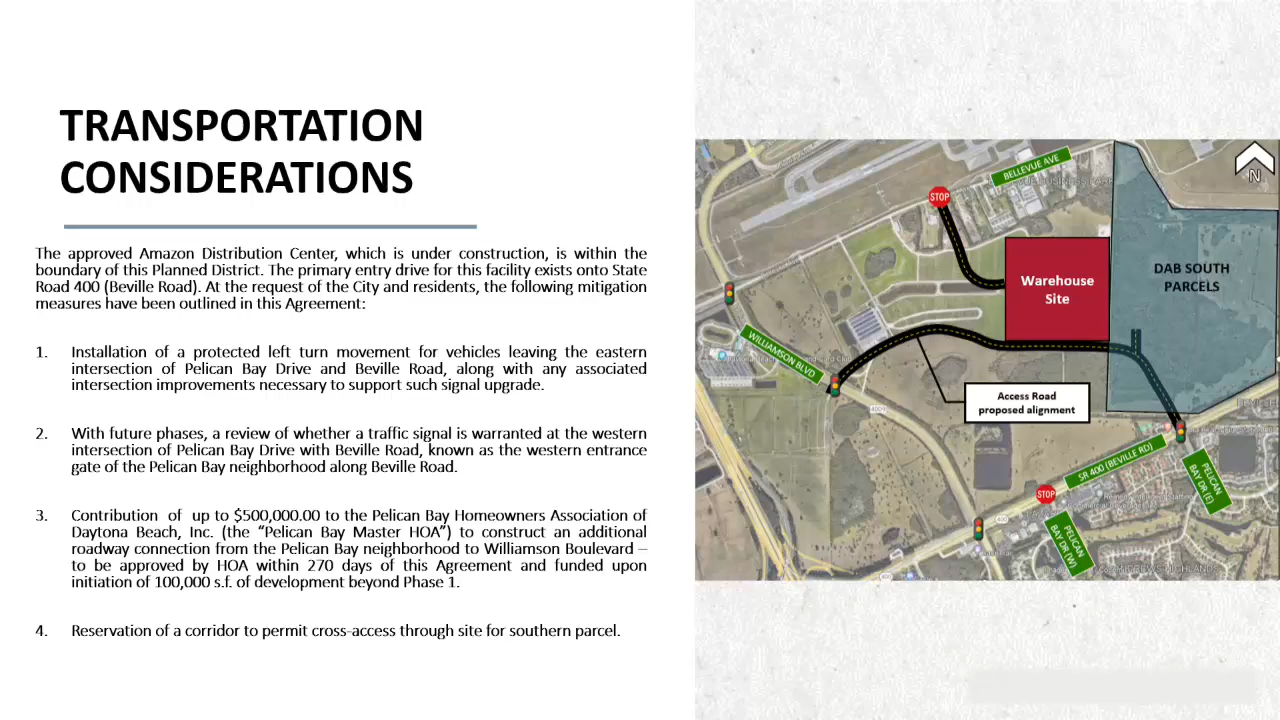 TRANSPORTATION
CONSIDERATIONS
The approved Amazon Distribution Center, which is under construction, is within the
boundary of this Planned District. The primary entry drive for this facility exists onto State
Road 400 (Beville Road). At the request of the City and residents, the following mitigation
measures have been outlined in this Agreement:
1. Installation of a protected left turn movement for vehicles leaving the eastern
intersection of Pelican Bay Drive and Beville Road, along with any associated
intersection improvements necessary to support such signal upgrade.
2. With future phases, a review of whether a traffic signal is warranted at the western
intersection of Pelican Bay Drive with Beville Road, known as the western entrance
gate of the Pelican Bay neighborhood along Beville Road.
3. Contribution of up to $500,000.00 to the Pelican Bay Homeowners Association of
Daytona Beach, Inc. (the “Pelican Bay Master HOA”) to construct an additional
roadway connection from the Pelican Bay neighborhood to Williamson Boulevard –
to be approved by HOA within 270 days of this Agreement and funded upon
initiation of 100,000 s.f. of development beyond Phase 1.
4. Reservation of a corridor to permit cross-access through site for southern parcel.
BELLEVUE AVE
N
STOP
DAB SOUTH
PARCELS
Warehouse
Site
WILLIAMSON BLVD
Access Road
proposed alignment
4009
SR 400 (BEVILLE RD)
PELICAN
BAY DR (E)
STOP
400
PELICAN
BAY DR (W)